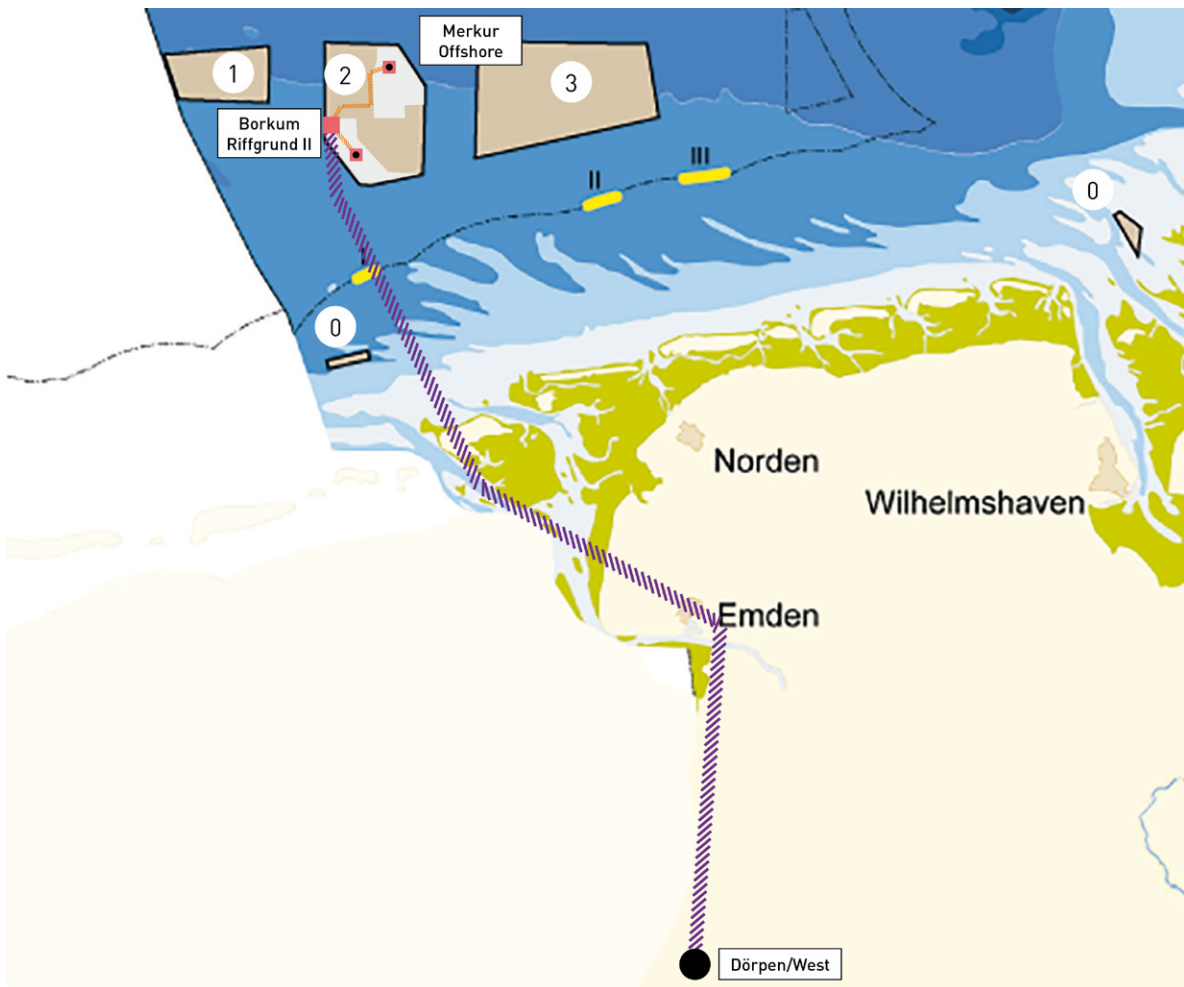 Merkur
Offshore
1
2
3
Borkum
Riffgrund II
III
II
I
0
0
Norden
Wilhelmshaven
Emden
Dörpen/West